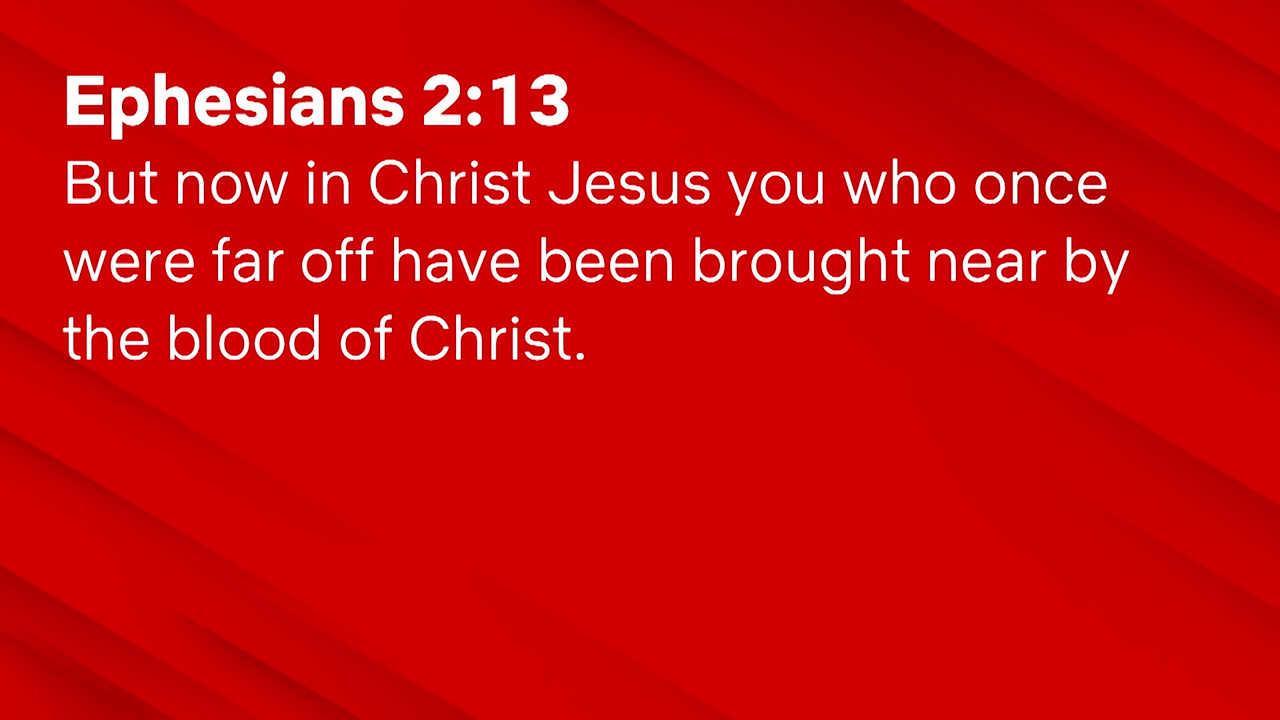 Ephesians 2:13
But now in Christ Jesus you who once
were far off have been brought near by
the blood of Christ.